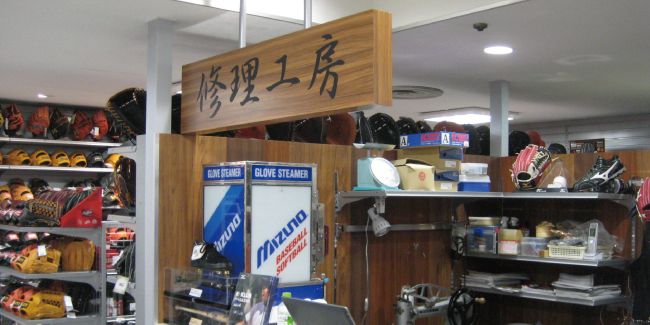 修理工房
GLOVE STEAMER
GLOVE STEAMER
MIZUNO
MIZUNO
BASEBALL
SOFTBALL
A
A